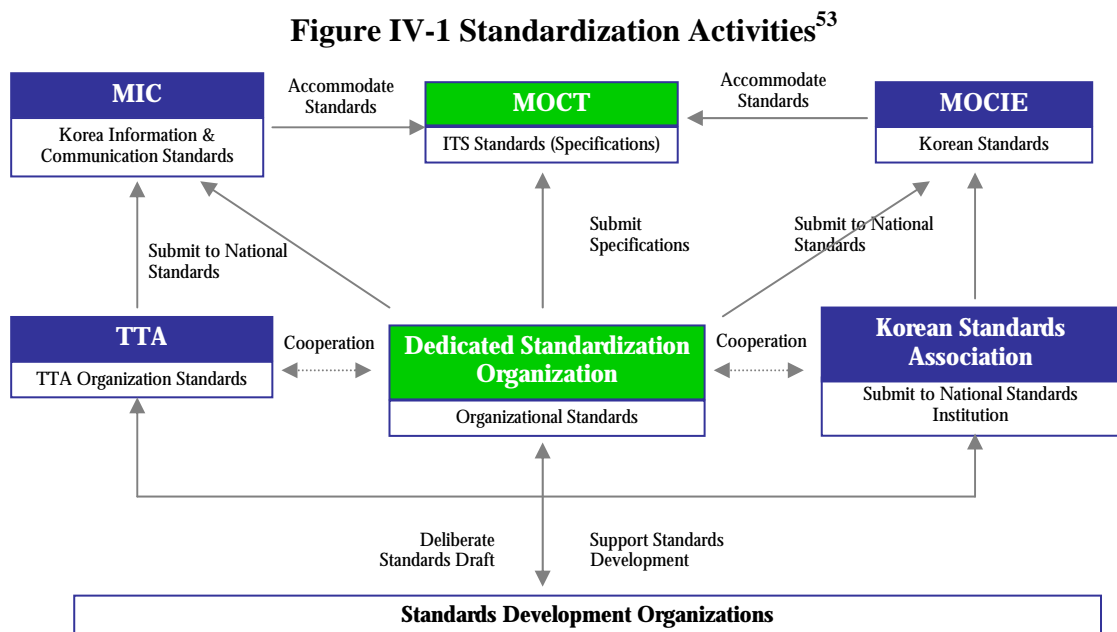 Figure IV-1 Standardization Activities53
MIC
Korea Information &
Communication Standards
Accommodate
Standards
MOCT
ITS Standards (Specifications)
Accommodate
Standards
MOCIE
Korean Standards
Submit to National
Standards
Submit
Specifications
Submit to National
Standards
TTA
TTA Organization Standards
Cooperation
Dedicated Standardization
Organization
Organizational Standards
Cooperation
Korean Standards
Association
Submit to National Standards
Institution
Deliberate
Standards Draft
Support Standards
Development
Standards Development Organizations